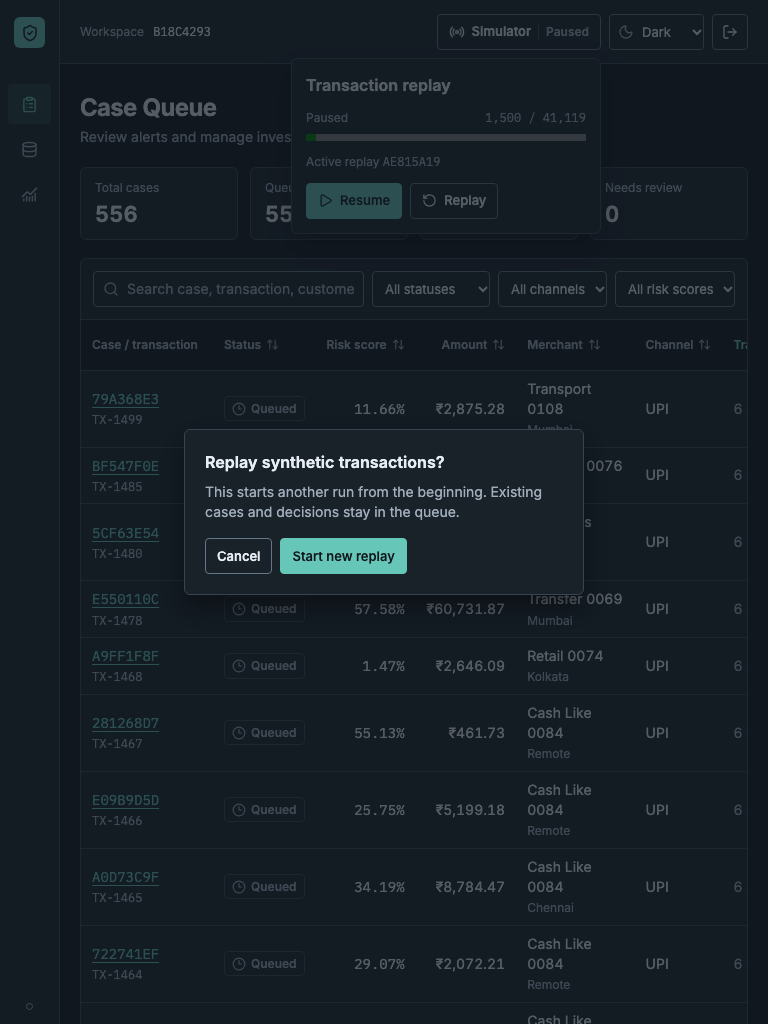 Workspace B18C4293
Simulator Paused
Dark
Transaction replay
Paused 1,500 / 41,119
Active replay AE815A19
Resume Replay
Case Queue
Review alerts and manage inves
Total cases
556
Queu
55
Needs review
0
Search case, transaction, custome
All statuses
All channels
All risk scores
Case / transaction Status Risk score Amount Merchant Channel Tra
79A368E3
TX-1499
Queued 11.66% ₹2,875.28
Transport
0108
Mumbai
UPI 6
BF547F0E
TX-1485
0076
UPI 6
5CF63E54
TX-1480
s
UPI 6
Replay synthetic transactions?
This starts another run from the beginning. Existing
cases and decisions stay in the queue.
Cancel Start new replay
E550110C
TX-1478
Queued 57.58% ₹60,731.87
Transfer 0069
Mumbai
UPI 6
A9FF1F8F
TX-1468
Queued 1.47% ₹2,646.09
Retail 0074
Kolkata
UPI 6
281268D7
TX-1467
Queued 55.13% ₹461.73
Cash Like
0084
Remote
UPI 6
E09B9D5D
TX-1466
Queued 25.75% ₹5,199.18
Cash Like
0084
Remote
UPI 6
A0D73C9F
TX-1465
Queued 34.19% ₹8,784.47
Cash Like
0084
Chennai
UPI 6
722741EF
TX-1464
Queued 29.07% ₹2,072.21
Cash Like
0084
Remote
UPI 6
Cash Like